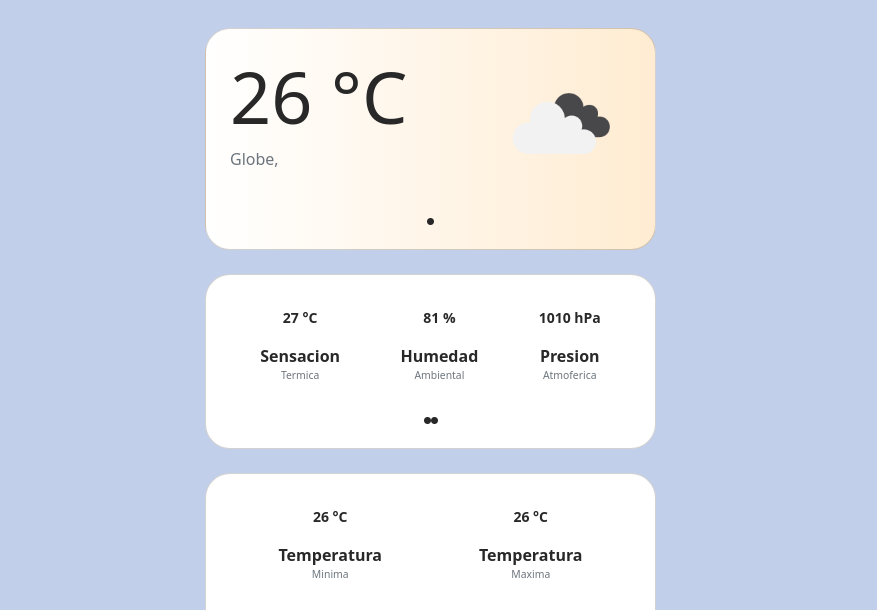 26 °C
Globe,
27 °C 81 % 1010 hPa
Sensacion Humedad Presion
Termica Ambiental Atmoferica
26 °C 26 °C
Temperatura Temperatura
Minima Maxima